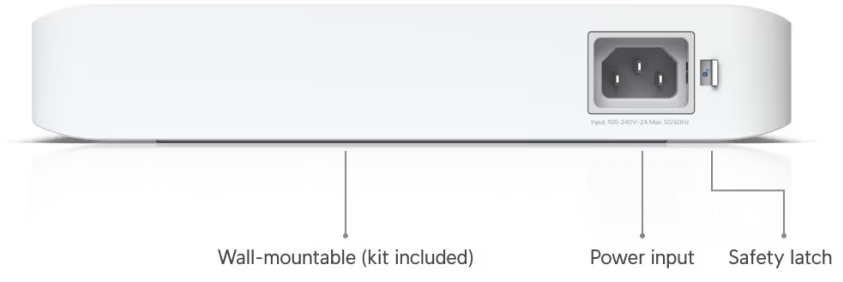 Input: 100-240V~2A Max. 50/60Hz
Wall-mountable (kit included)
Power input
Safety latch